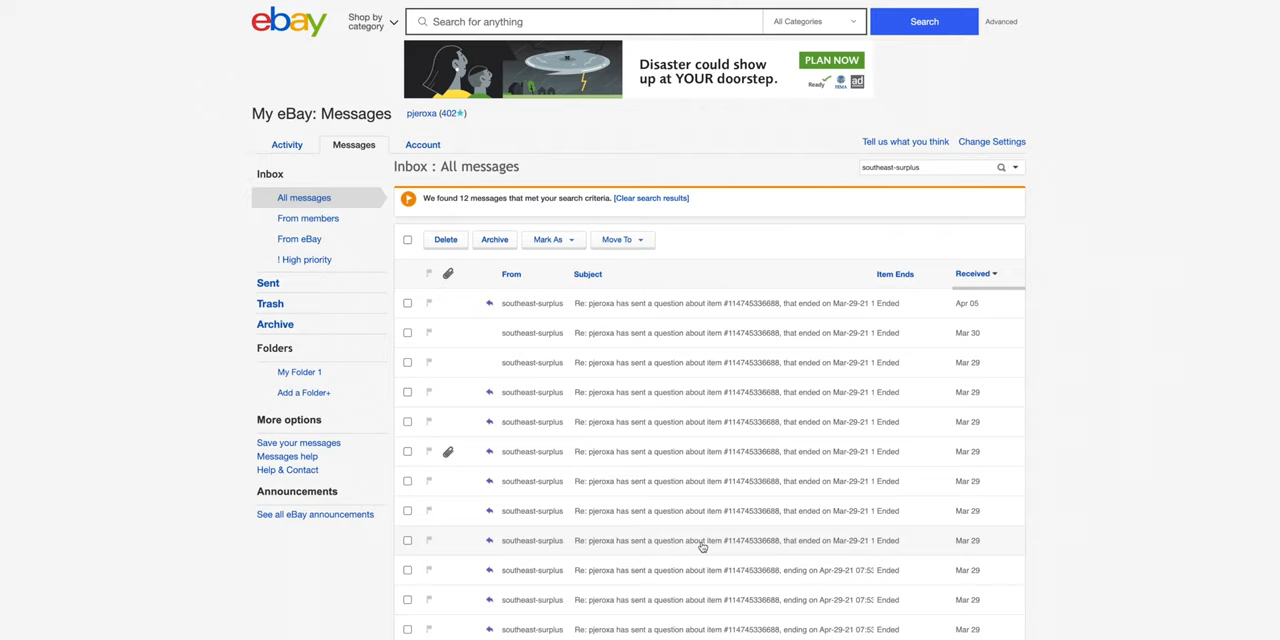 ebay
Shop by category
Search for anything
All Categories
Search
Advanced
Disaster could show up at YOUR doorstep.
PLAN NOW
Ready
FEMA
ad
My eBay: Messages
pjeroxa (402★)
Activity
Messages
Account
Tell us what you think
Change Settings
Inbox
Inbox : All messages
southeast-surplus
All messages
We found 12 messages that met your search criteria. [Clear search results]
From members
From eBay
! High priority
Sent
Trash
Archive
Folders
My Folder 1
Add a Folder+
More options
Save your messages
Messages help
Help & Contact
Announcements
See all eBay announcements
Delete
Archive
Mark As
Move To
From Subject Item Ends Received
southeast-surplus Re: pjeroxa has sent a question about item #114745336688, that ended on Mar-29-21 1 Ended Apr 05
southeast-surplus Re: pjeroxa has sent a question about item #114745336688, that ended on Mar-29-21 1 Ended Mar 30
southeast-surplus Re: pjeroxa has sent a question about item #114745336688, that ended on Mar-29-21 1 Ended Mar 29
southeast-surplus Re: pjeroxa has sent a question about item #114745336688, that ended on Mar-29-21 1 Ended Mar 29
southeast-surplus Re: pjeroxa has sent a question about item #114745336688, that ended on Mar-29-21 1 Ended Mar 29
southeast-surplus Re: pjeroxa has sent a question about item #114745336688, that ended on Mar-29-21 1 Ended Mar 29
southeast-surplus Re: pjeroxa has sent a question about item #114745336688, that ended on Mar-29-21 1 Ended Mar 29
southeast-surplus Re: pjeroxa has sent a question about item #114745336688, that ended on Mar-29-21 1 Ended Mar 29
southeast-surplus Re: pjeroxa has sent a question about item #114745336688, that ended on Mar-29-21 1 Ended Mar 29
southeast-surplus Re: pjeroxa has sent a question about item #114745336688, ending on Apr-29-21 07:53 Ended Mar 29
southeast-surplus Re: pjeroxa has sent a question about item #114745336688, ending on Apr-29-21 07:53 Ended Mar 29
southeast-surplus Re: pjeroxa has sent a question about item #114745336688, ending on Apr-29-21 07:53 Ended Mar 29